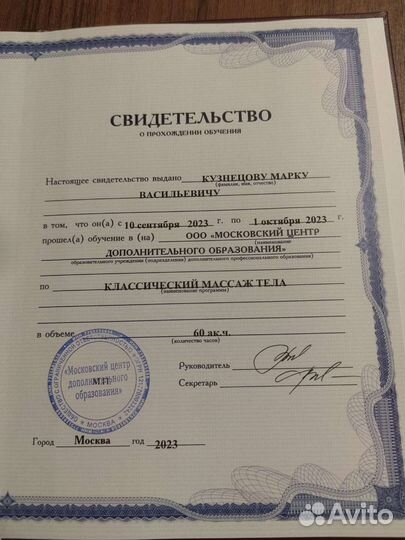 СВИДЕТЕЛЬСТВО
О ПРОХОЖДЕНИИ ОБУЧЕНИЯ
Настоящее свидетельство выдано КУЗНЕЦОВУ МАРКУ
(фамилия, имя, отчество)
ВАСИЛЬЕВИЧУ
в том, что он(а) с 10 сентября 2023 г. по 1 октября 2023 г.
прошел(а) обучение в (на) ООО «МОСКОВСКИЙ ЦЕНТР
(наименование
ДОПОЛНИТЕЛЬНОГО ОБРАЗОВАНИЯ»
образовательного учреждения (подразделения) дополнительного профессионального образования)
по КЛАССИЧЕСКИЙ МАССАЖ ТЕЛА
(наименование программы)
в объеме 60 ак.ч.
(количество часов)
«Московский центр
дополнительного
образования»
М.П.
МОСКВА
Руководитель
Секретарь
Город Москва год 2023
Avito